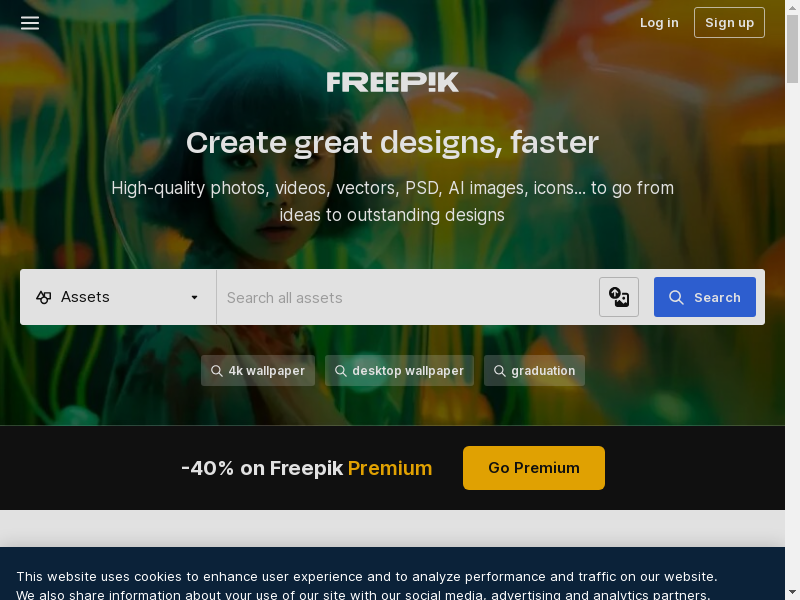 Log in
Sign up
FREEPIK
Create great designs, faster
High-quality photos, videos, vectors, PSD, AI images, icons... to go from
ideas to outstanding designs
Assets
Search all assets
Search
4k wallpaper
desktop wallpaper
graduation
-40% on Freepik Premium
Go Premium
This website uses cookies to enhance user experience and to analyze performance and traffic on our website.
We also share information about your use of our site with our social media, advertising and analytics partners.